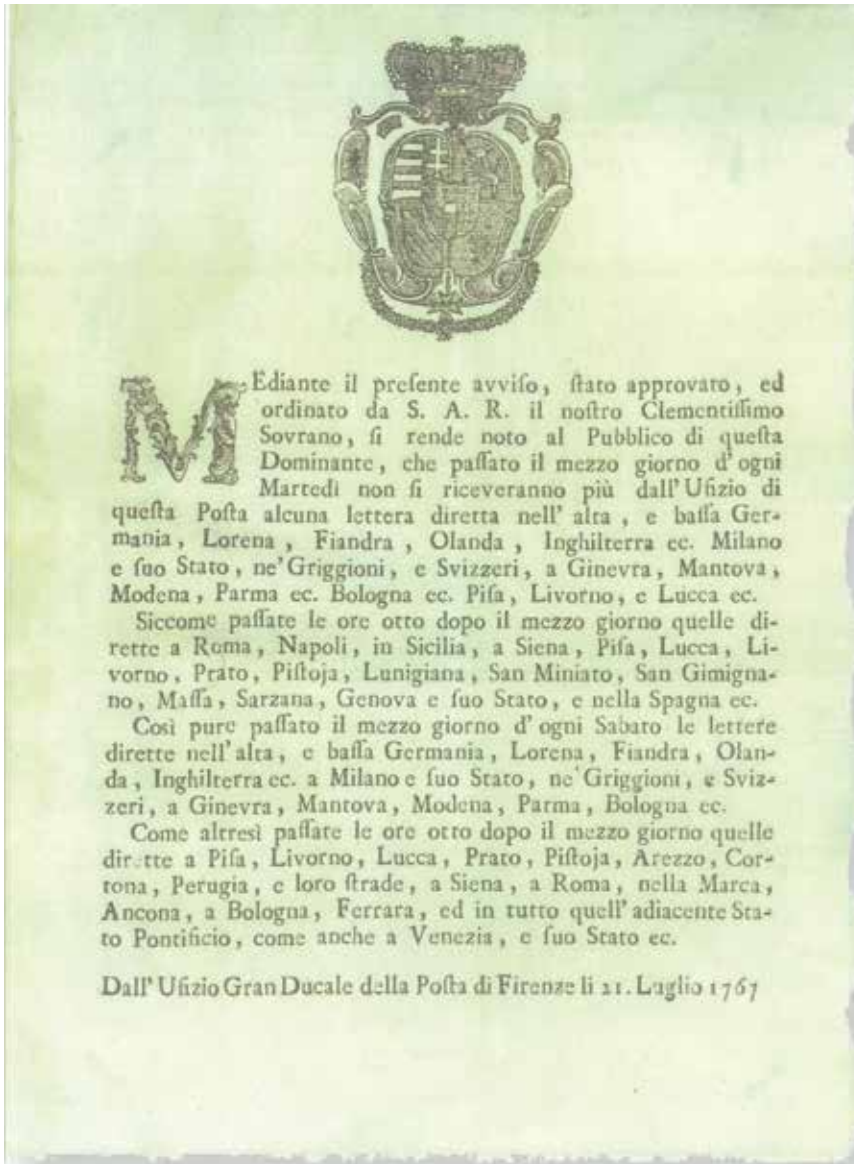 MEdiante il preſente avviſo, ſtato approvato, ed
ordinato da S. A. R. il noſtro Clementiſſimo
Sovrano, ſi rende noto al Pubblico di queſta
Dominante, che paſſato il mezzo giorno d'ogni
Martedì non ſi riceveranno più dall'Ufizio di
queſta Poſta alcuna lettera diretta nell' alta, e baſſa Ger-
mania, Lorena, Fiandra, Olanda, Inghilterra ec. Milano
e ſuo Stato, ne'Griggioni, e Svizzeri, a Ginevra, Mantova,
Modena, Parma ec. Bologna ec. Piſa, Livorno, e Lucca ec.
Siccome paſſate le ore otto dopo il mezzo giorno quelle di-
rette a Roma, Napoli, in Sicilia, a Siena, Piſa, Lucca, Li-
vorno, Prato, Piſtoja, Lunigiana, San Miniato, San Gimigna-
no, Maſſa, Sarzana, Genova e ſuo Stato, e nella Spagna ec.
Così pure paſſato il mezzo giorno d'ogni Sabato le lettere
dirette nell'alta, e baſſa Germania, Lorena, Fiandra, Olan-
da, Inghilterra ec. a Milano e ſuo Stato, ne'Griggioni, e Sviz-
zeri, a Ginevra, Mantova, Modena, Parma, Bologna ec.
Come altresì paſſate le ore otto dopo il mezzo giorno quelle
dirette a Piſa, Livorno, Lucca, Prato, Piſtoja, Arezzo, Cor-
tona, Perugia, e loro ſtrade, a Siena, a Roma, nella Marca,
Ancona, a Bologna, Ferrara, ed in tutto quell'adiacente Sta-
to Pontificio, come anche a Venezia, e ſuo Stato ec.
Dall' Ufizio Gran Ducale della Poſta di Firenze li 21. Luglio 1767